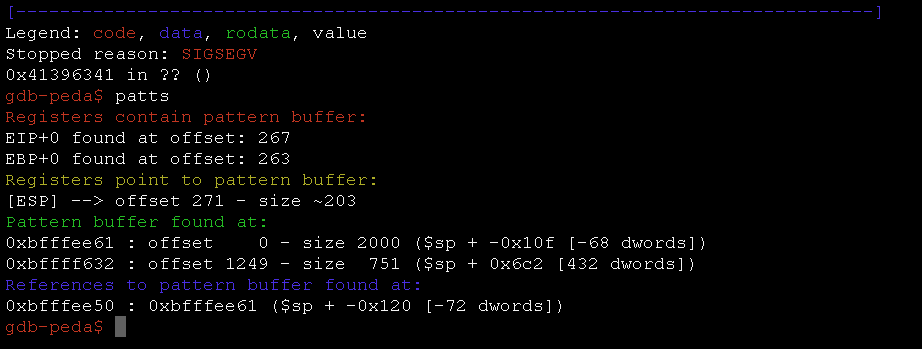 [------------------------------------------------------------------------------]
Legend: code, data, rodata, value
Stopped reason: SIGSEGV
0x41396341 in ?? ()
gdb-peda$ patts
Registers contain pattern buffer:
EIP+0 found at offset: 267
EBP+0 found at offset: 263
Registers point to pattern buffer:
[ESP] --> offset 271 - size ~203
Pattern buffer found at:
0xbfffee61 : offset    0 - size 2000 ($sp + -0x10f [-68 dwords])
0xbffff632 : offset 1249 - size  751 ($sp + 0x6c2 [432 dwords])
References to pattern buffer found at:
0xbfffee50 : 0xbfffee61 ($sp + -0x120 [-72 dwords])
gdb-peda$